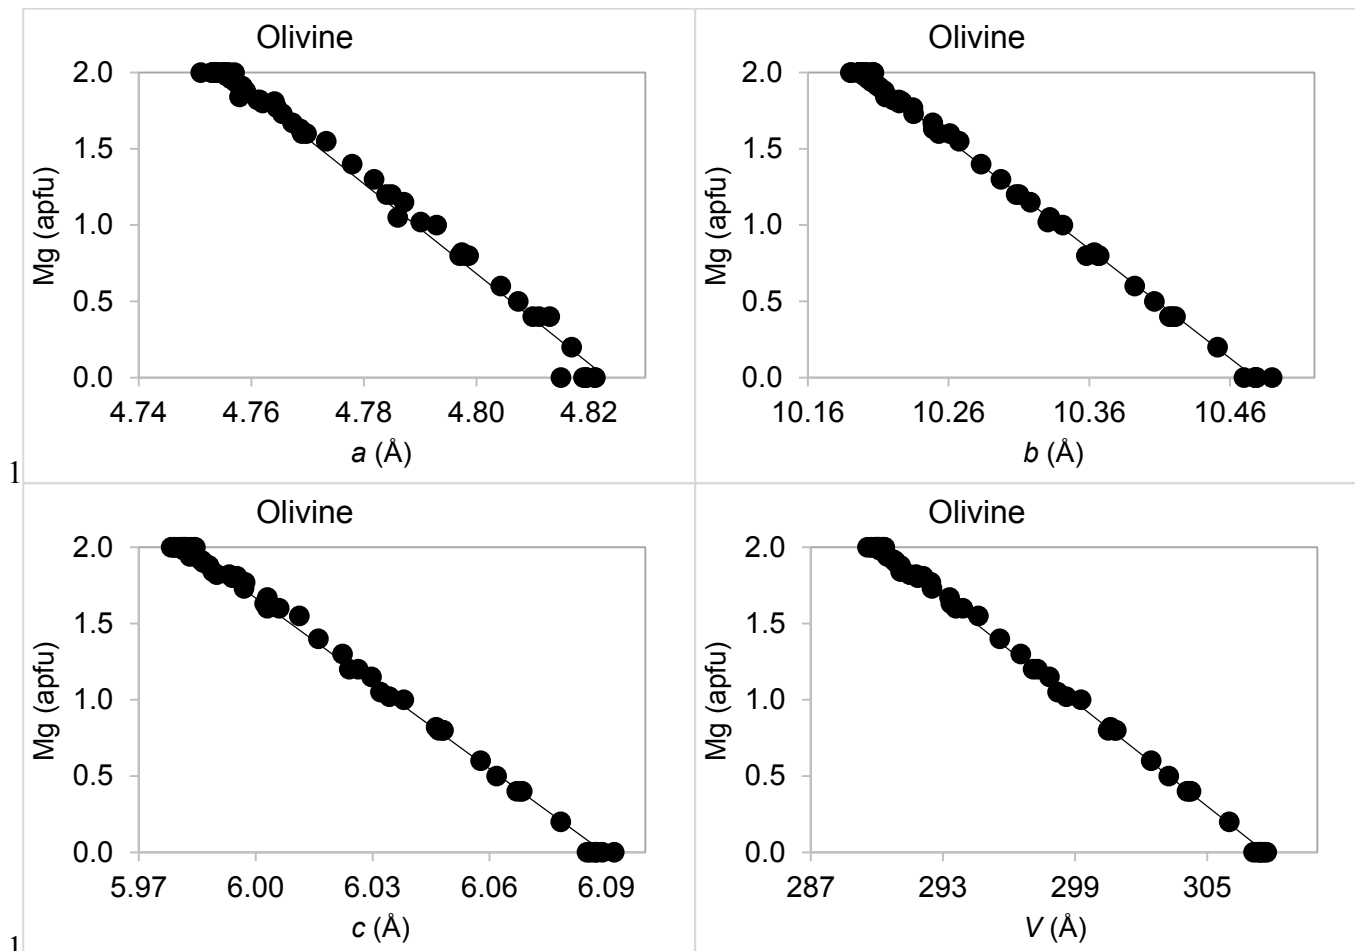 Olivine
2.0
1.5
1.0
0.5
0.0
Mg (apfu)
4.74 4.76 4.78 4.80 4.82
a (Å)
Olivine
2.0
1.5
1.0
0.5
0.0
Mg (apfu)
10.16 10.26 10.36 10.46
b (Å)
1
Olivine
2.0
1.5
1.0
0.5
0.0
Mg (apfu)
5.97 6.00 6.03 6.06 6.09
c (Å)
Olivine
2.0
1.5
1.0
0.5
0.0
Mg (apfu)
287 293 299 305
V (Å)
1